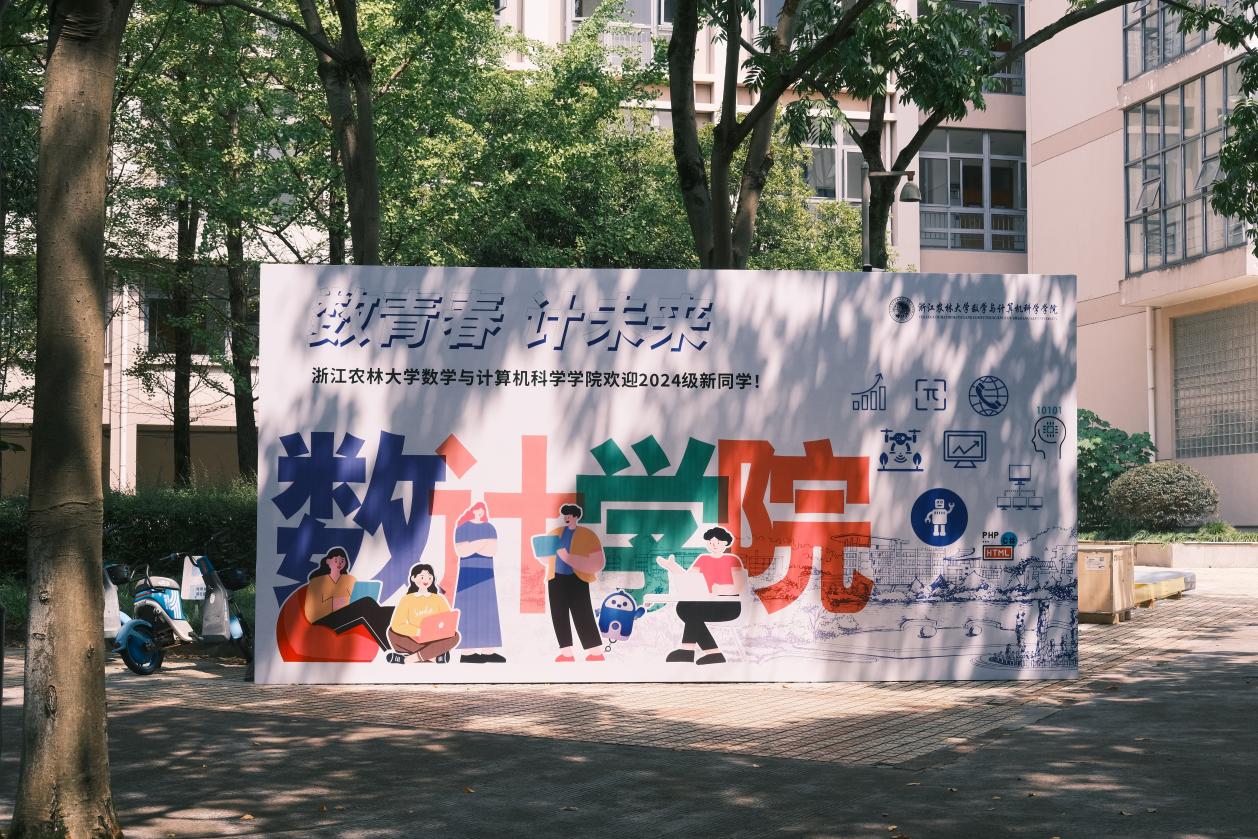 数青春 计未来
浙江农林大学数学与计算机科学学院
浙江农林大学数学与计算机科学学院欢迎2024级新同学！
数计学院
π
10101
PHP
C#
HTML